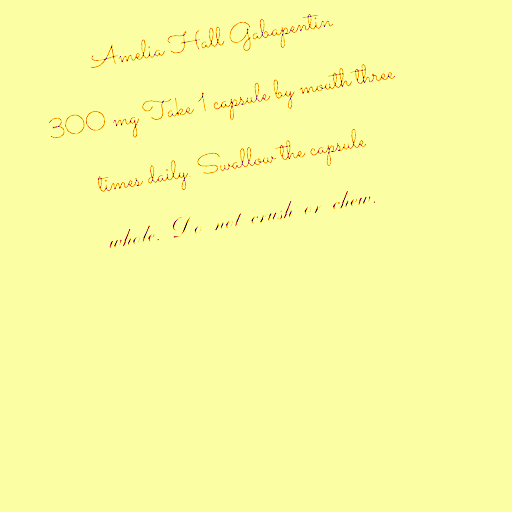 Amelia Hall Gabapentin
300 mg Take 1 capsule by mouth three
times daily. Swallow the capsule
whole. Do not crush or chew.